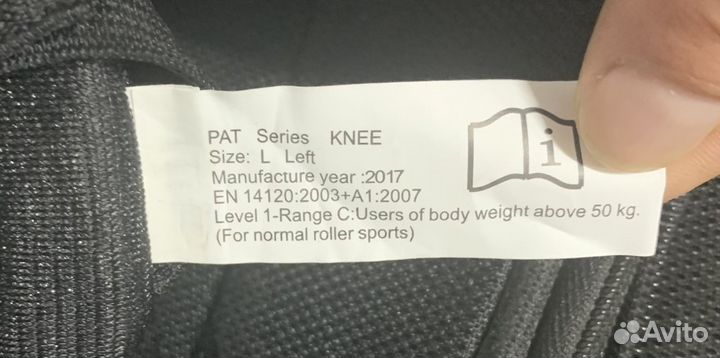 PAT Series KNEE
Size: L Left
Manufacture year :2017
EN 14120:2003+A1:2007
Level 1-Range C:Users of body weight above 50 kg.
(For normal roller sports)
i
Avito